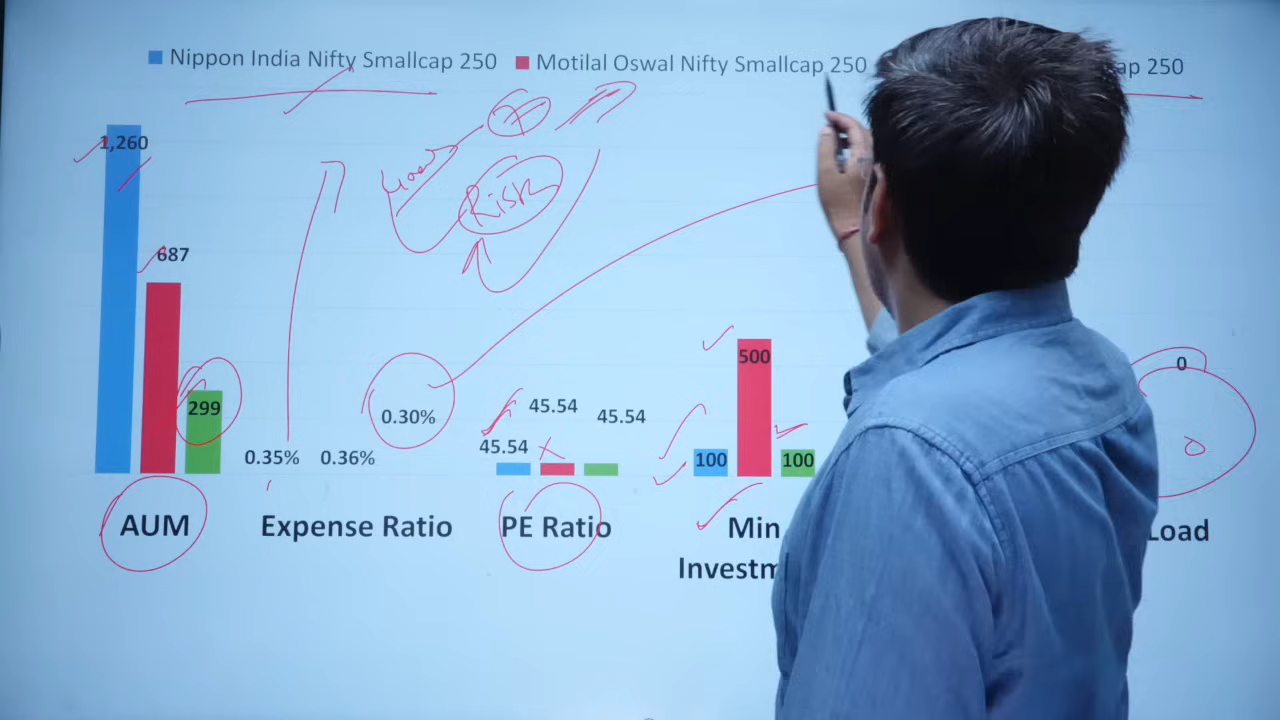 Nippon India Nifty Smallcap 250 Motilal Oswal Nifty Smallcap 250 cap 250
1,260
687
299
Risk
0.35% 0.36% 0.30%
45.54 45.54 45.54
100 500 100
0
0
AUM Expense Ratio PE Ratio Min Load
Investm